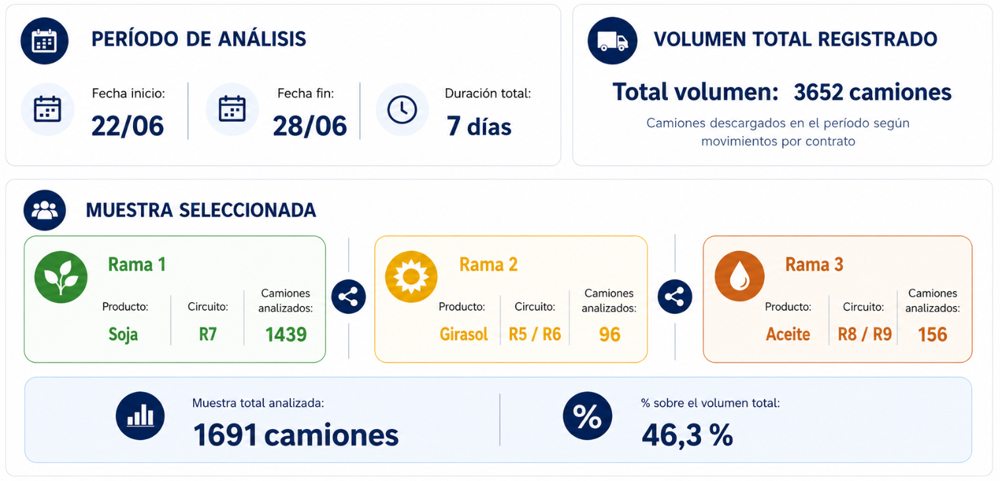 PERÍODO DE ANÁLISIS
Fecha inicio:
22/06
Fecha fin:
28/06
Duración total:
7 días
VOLUMEN TOTAL REGISTRADO
Total volumen: 3652 camiones
Camiones descargados en el período según
movimientos por contrato
MUESTRA SELECCIONADA
Rama 1
Producto:
Soja
Circuito:
R7
Camiones
analizados:
1439
Rama 2
Producto:
Girasol
Circuito:
R5 / R6
Camiones
analizados:
96
Rama 3
Producto:
Aceite
Circuito:
R8 / R9
Camiones
analizados:
156
Muestra total analizada:
1691 camiones
%
% sobre el volumen total:
46,3 %